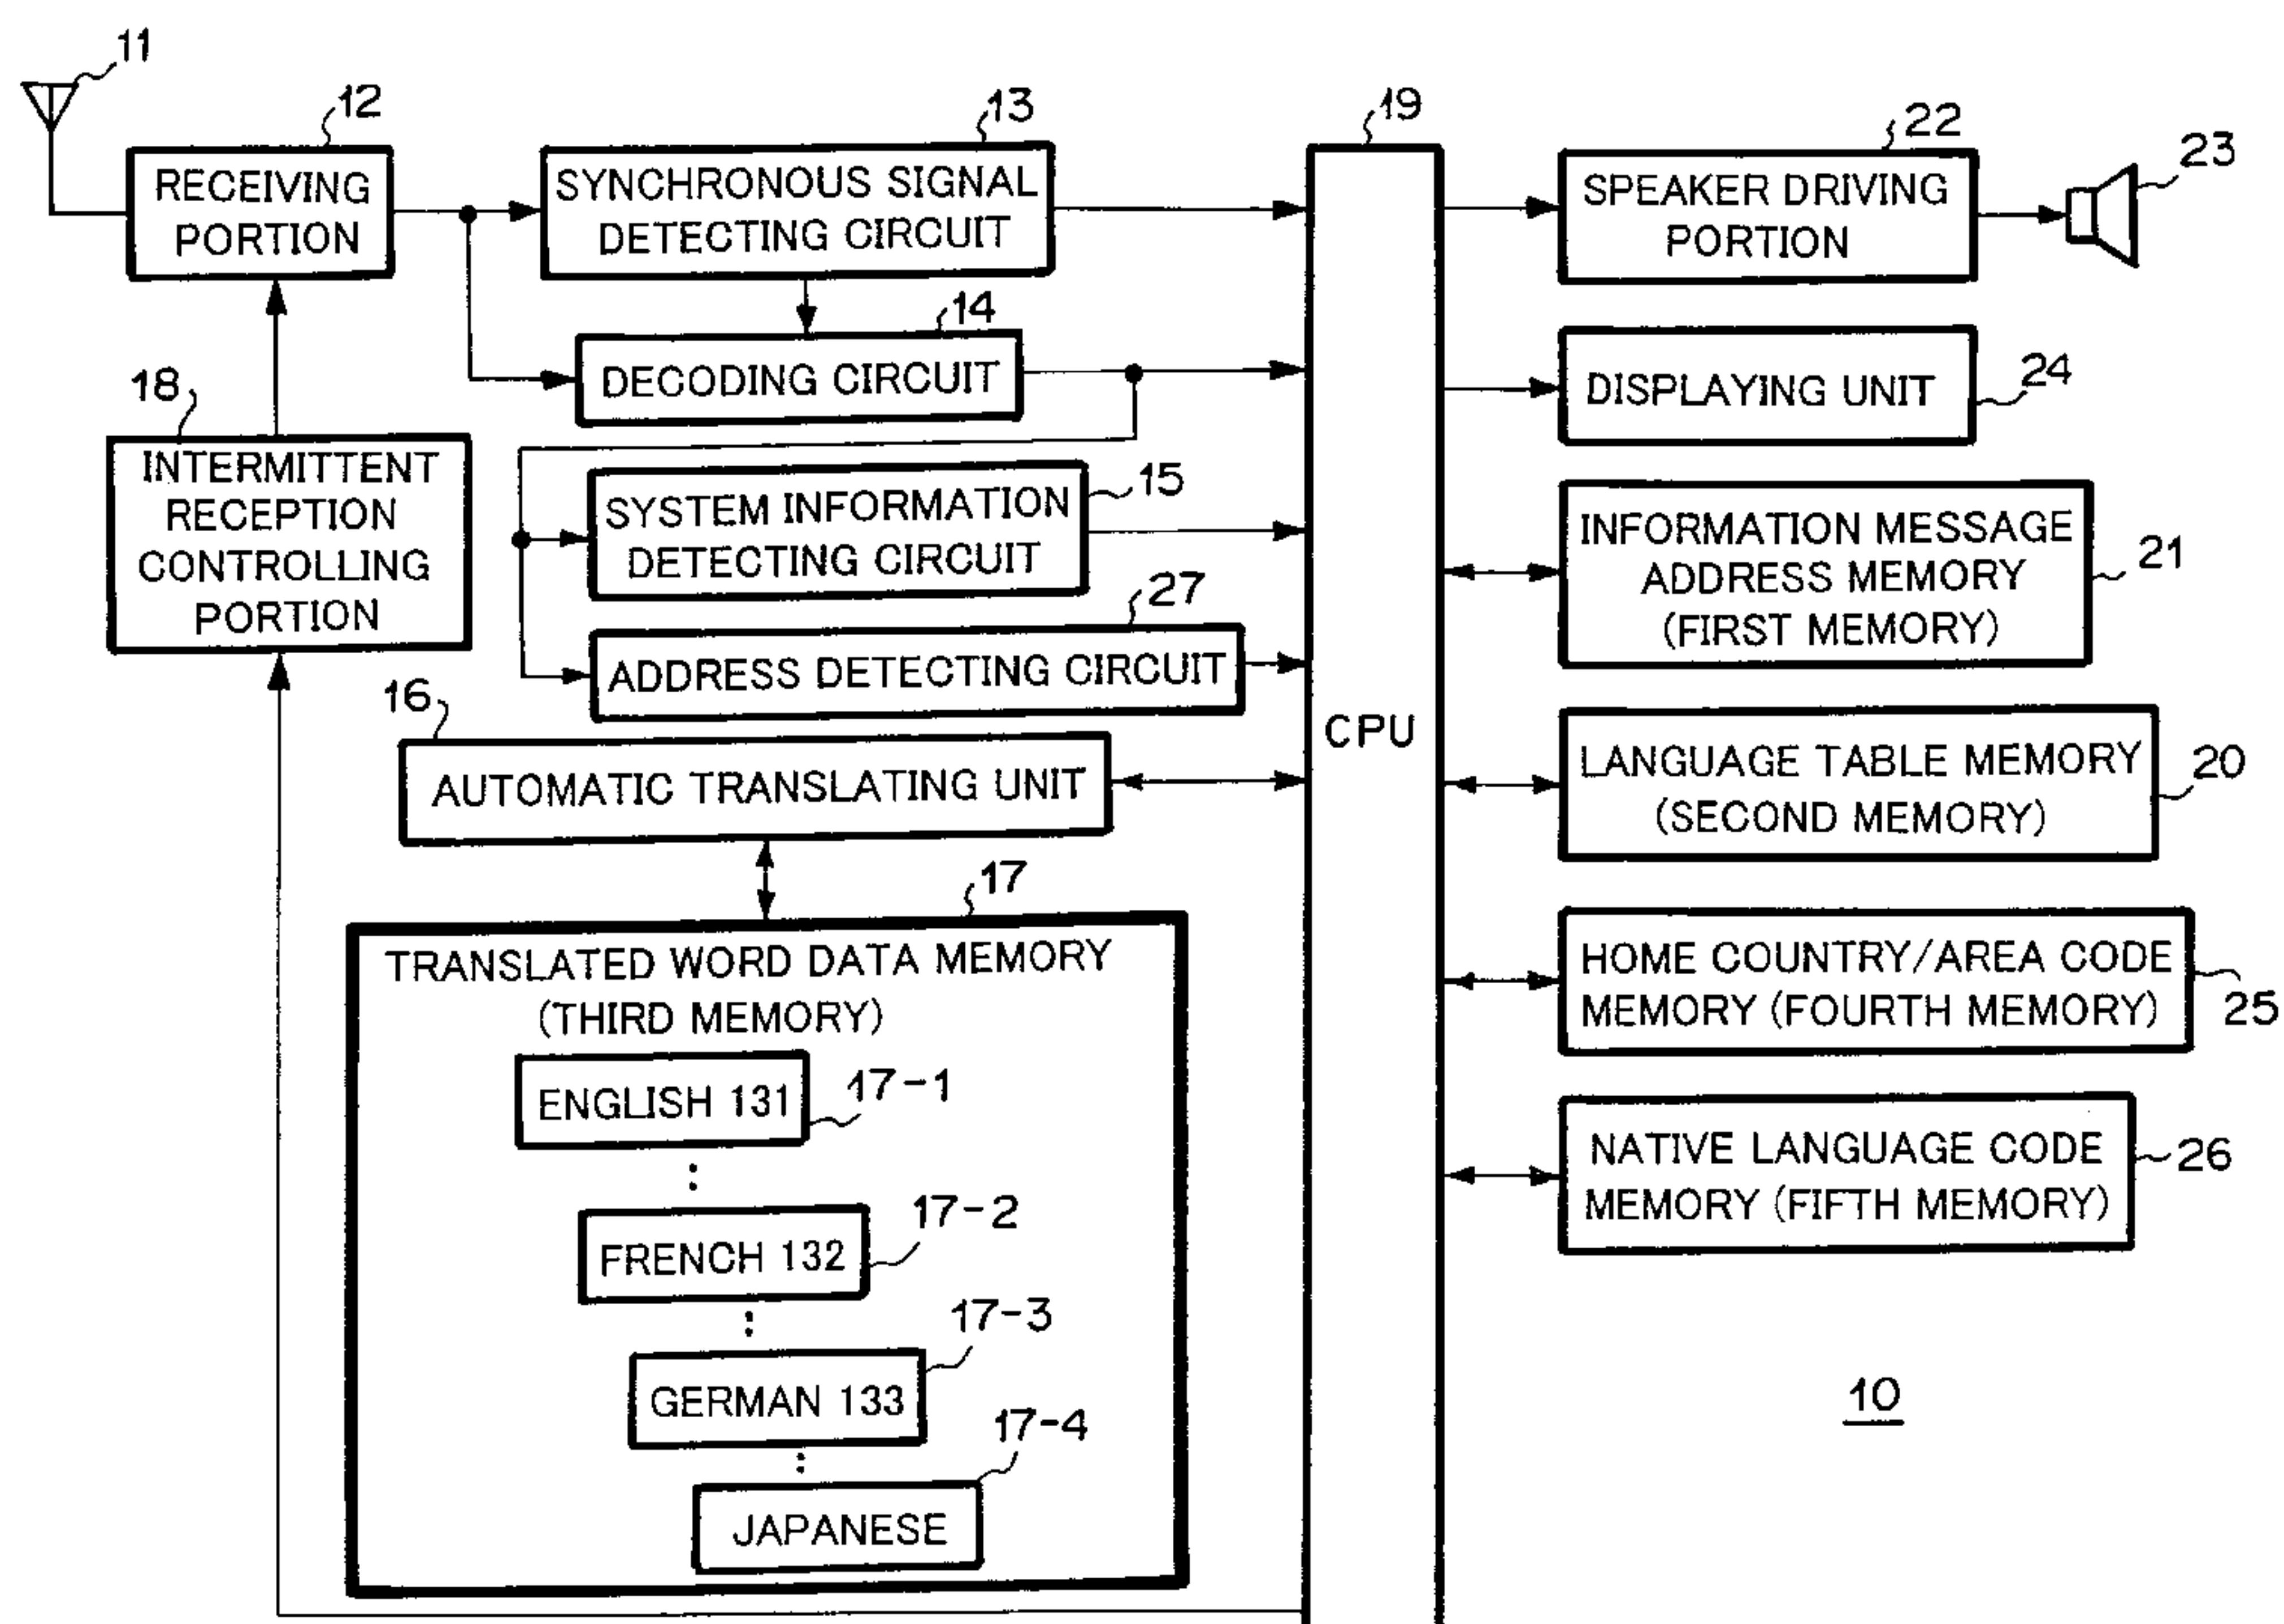 11
12
RECEIVING
PORTION
13
SYNCHRONOUS SIGNAL
DETECTING CIRCUIT
14
DECODING CIRCUIT
18
INTERMITTENT
RECEPTION
CONTROLLING
PORTION
15
SYSTEM INFORMATION
DETECTING CIRCUIT
27
ADDRESS DETECTING CIRCUIT
16
AUTOMATIC TRANSLATING UNIT
17
TRANSLATED WORD DATA MEMORY
(THIRD MEMORY)
ENGLISH 131
17-1
FRENCH 132
17-2
GERMAN 133
17-3
JAPANESE
17-4
19
CPU
22
SPEAKER DRIVING
PORTION
23
DISPLAYING UNIT
24
INFORMATION MESSAGE
ADDRESS MEMORY
(FIRST MEMORY)
21
LANGUAGE TABLE MEMORY
(SECOND MEMORY)
20
HOME COUNTRY/AREA CODE
MEMORY (FOURTH MEMORY)
25
NATIVE LANGUAGE CODE
MEMORY (FIFTH MEMORY)
26
10